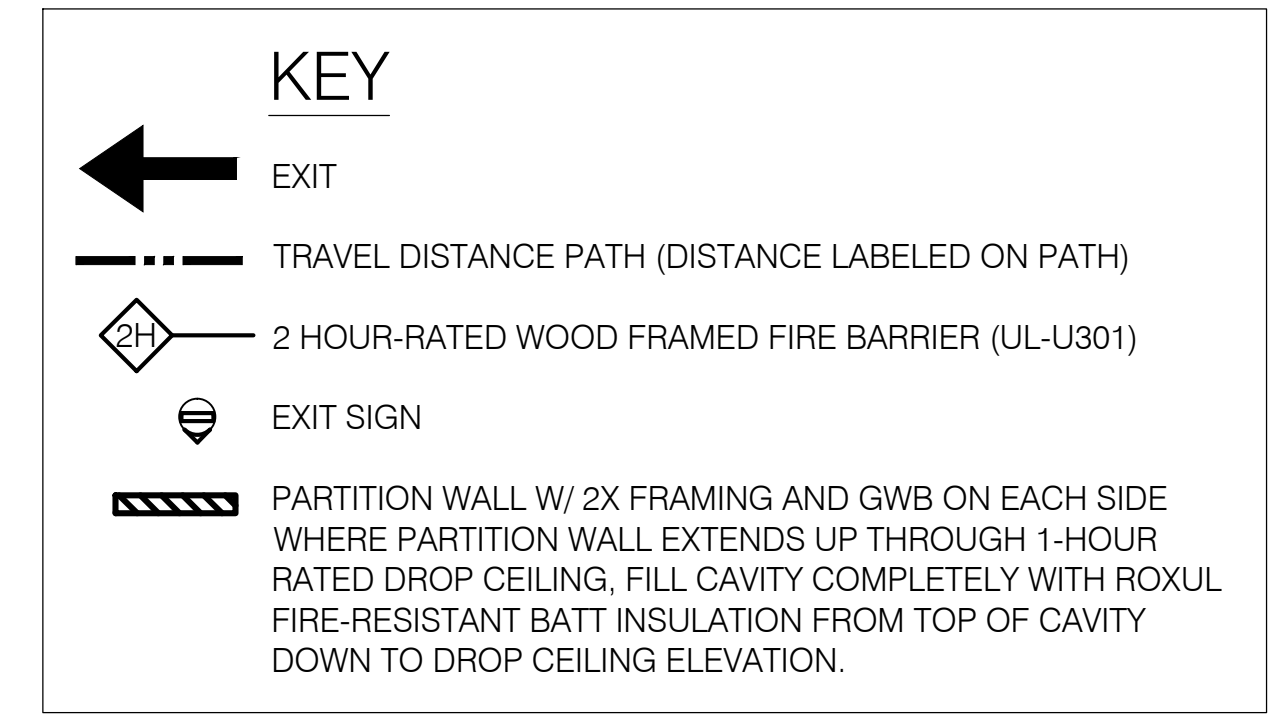 KEY
EXIT
TRAVEL DISTANCE PATH (DISTANCE LABELED ON PATH)
2H
2 HOUR-RATED WOOD FRAMED FIRE BARRIER (UL-U301)
EXIT SIGN
PARTITION WALL W/ 2X FRAMING AND GWB ON EACH SIDE
WHERE PARTITION WALL EXTENDS UP THROUGH 1-HOUR
RATED DROP CEILING, FILL CAVITY COMPLETELY WITH ROXUL
FIRE-RESISTANT BATT INSULATION FROM TOP OF CAVITY
DOWN TO DROP CEILING ELEVATION.